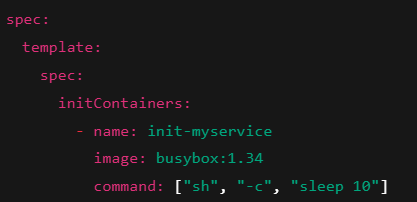 spec:
  template:
    spec:
      initContainers:
        - name: init-myservice
          image: busybox:1.34
          command: ["sh", "-c", "sleep 10"]